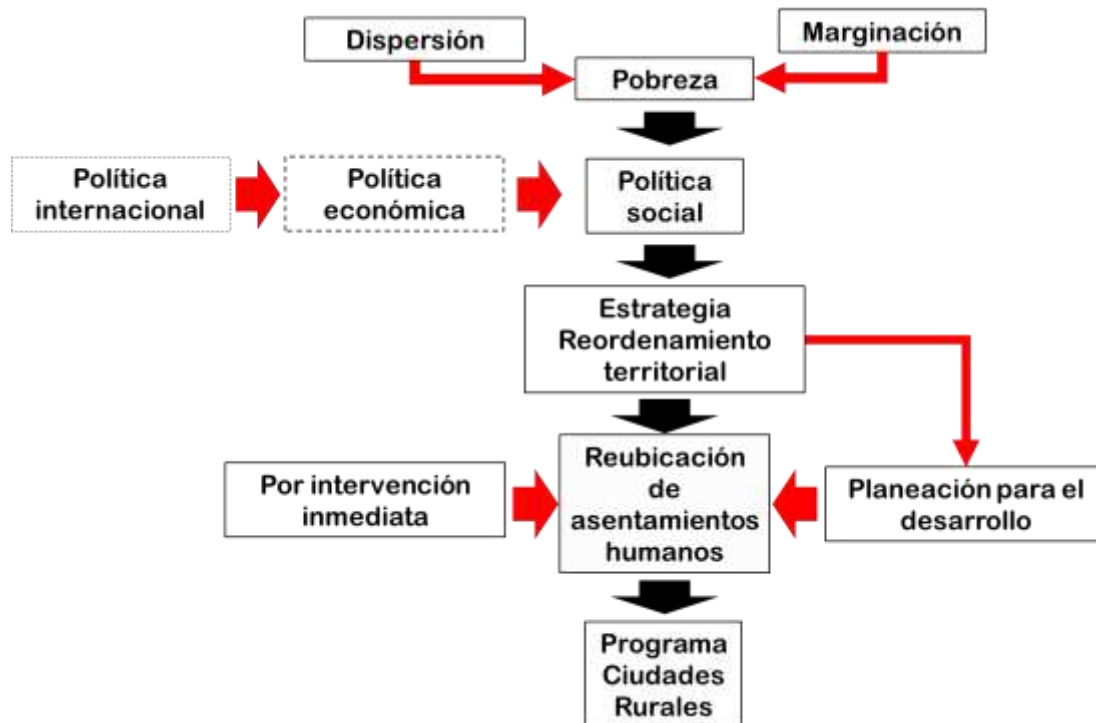 Dispersión
Marginación
Pobreza
Política
internacional
Política
económica
Política
social
Estrategia
Reordenamiento
territorial
Por intervención
inmediata
Reubicación
de
asentamientos
humanos
Planeación para el
desarrollo
Programa
Ciudades
Rurales